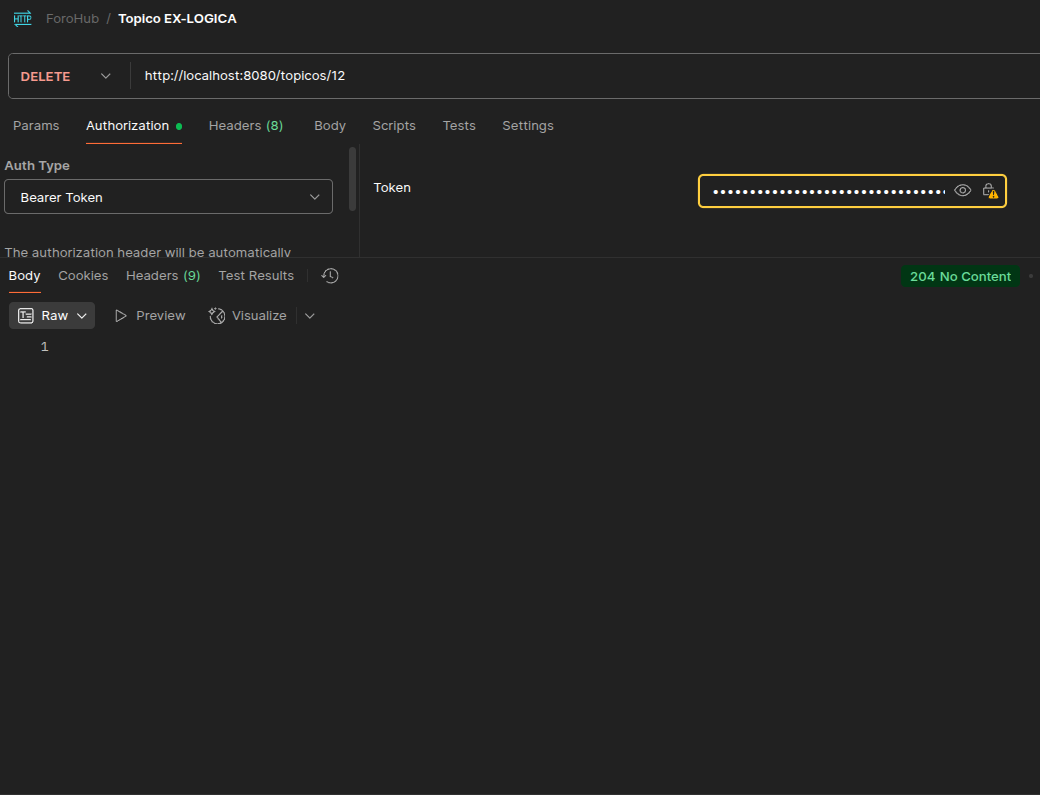 HTTP ForoHub / Topico EX-LOGICA
DELETE http://localhost:8080/topicos/12
Params Authorization Headers (8) Body Scripts Tests Settings
Auth Type
Bearer Token
Token
The authorization header will be automatically
Body Cookies Headers (9) Test Results
204 No Content
Raw Preview Visualize
1